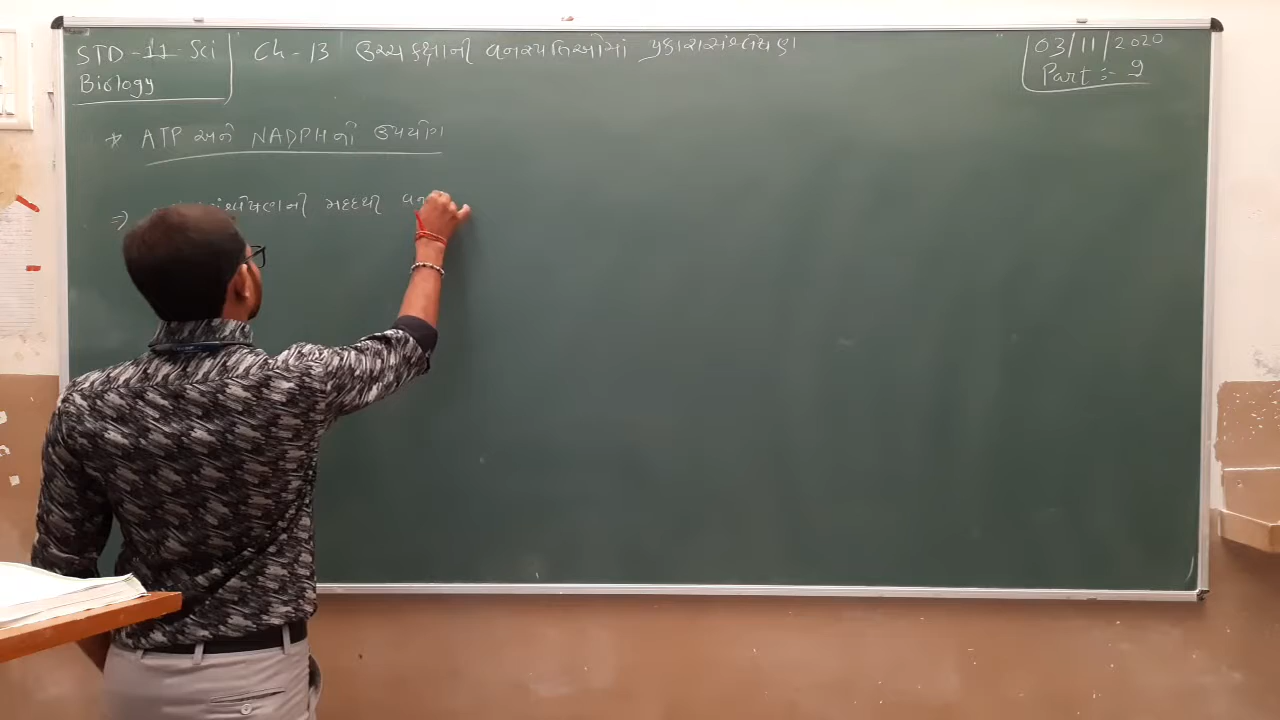 STD - 11 Sci Ch - 13 ઉચ્ચ કક્ષાની વનસ્પતિઓમાં પ્રકાશસંશ્લેષણ 03/11/2020
Biology Part :- 9
* ATP અને NADPH નો ઉપયોગ
⇒ મદદથી